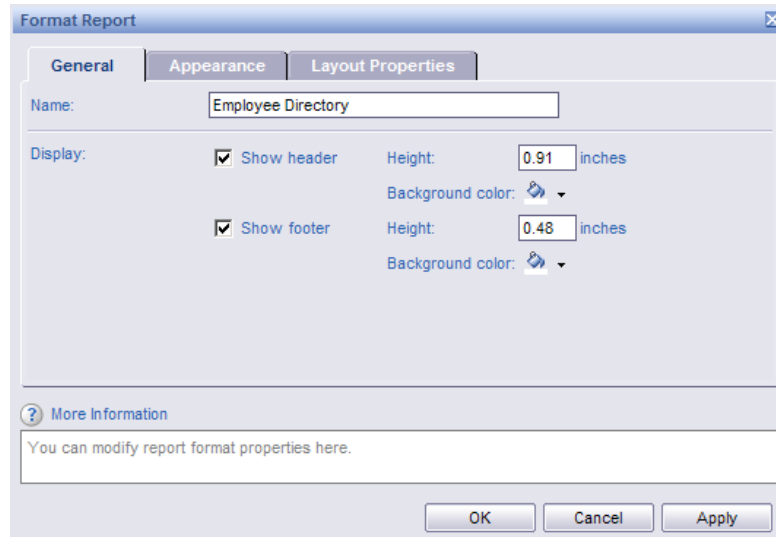 Format Report
General Appearance Layout Properties
Name: Employee Directory
Display: Show header Height: 0.91 inches
Background color:
Show footer Height: 0.48 inches
Background color:
? More Information
You can modify report format properties here.
OK Cancel Apply